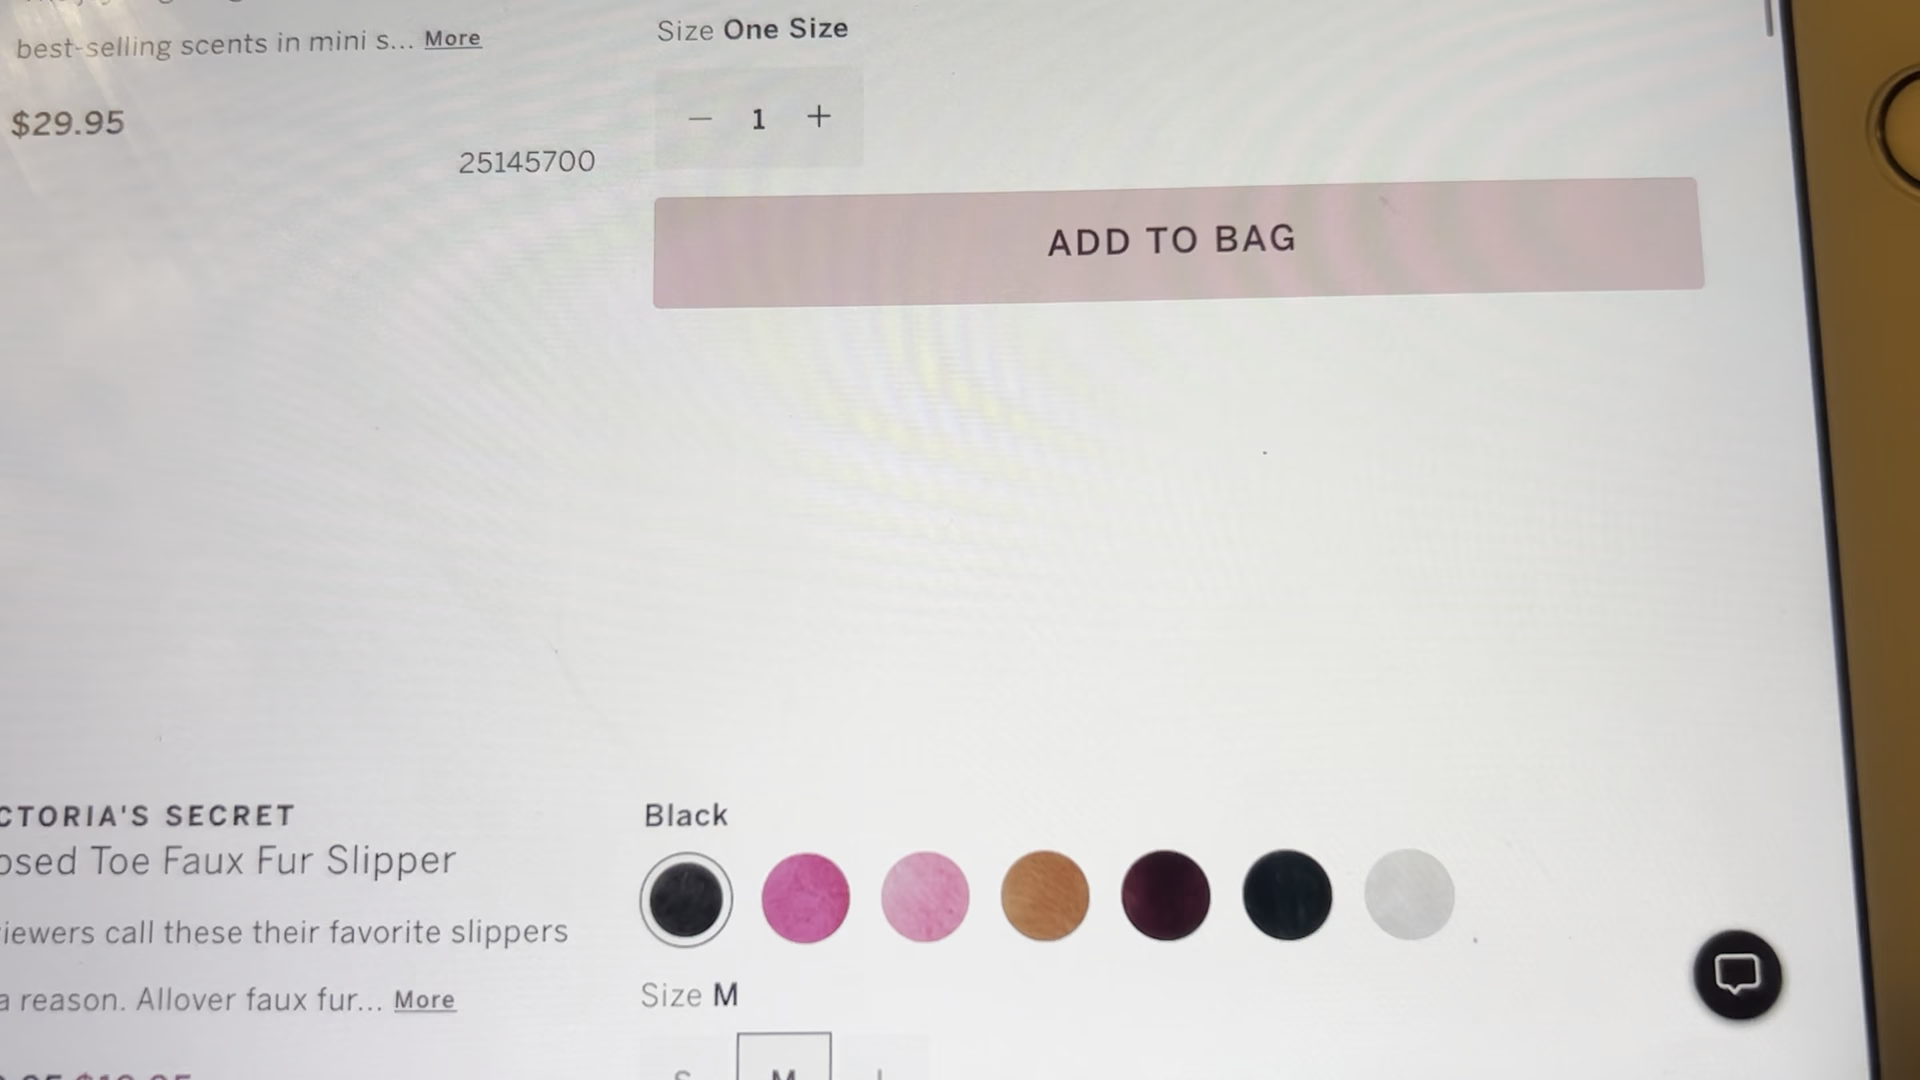 best-selling scents in mini s... More
$29.95
25145700
Size One Size
1
ADD TO BAG
CTORIA'S SECRET
osed Toe Faux Fur Slipper
iewers call these their favorite slippers
a reason. Allover faux fur... More
Black
Size M
S M L